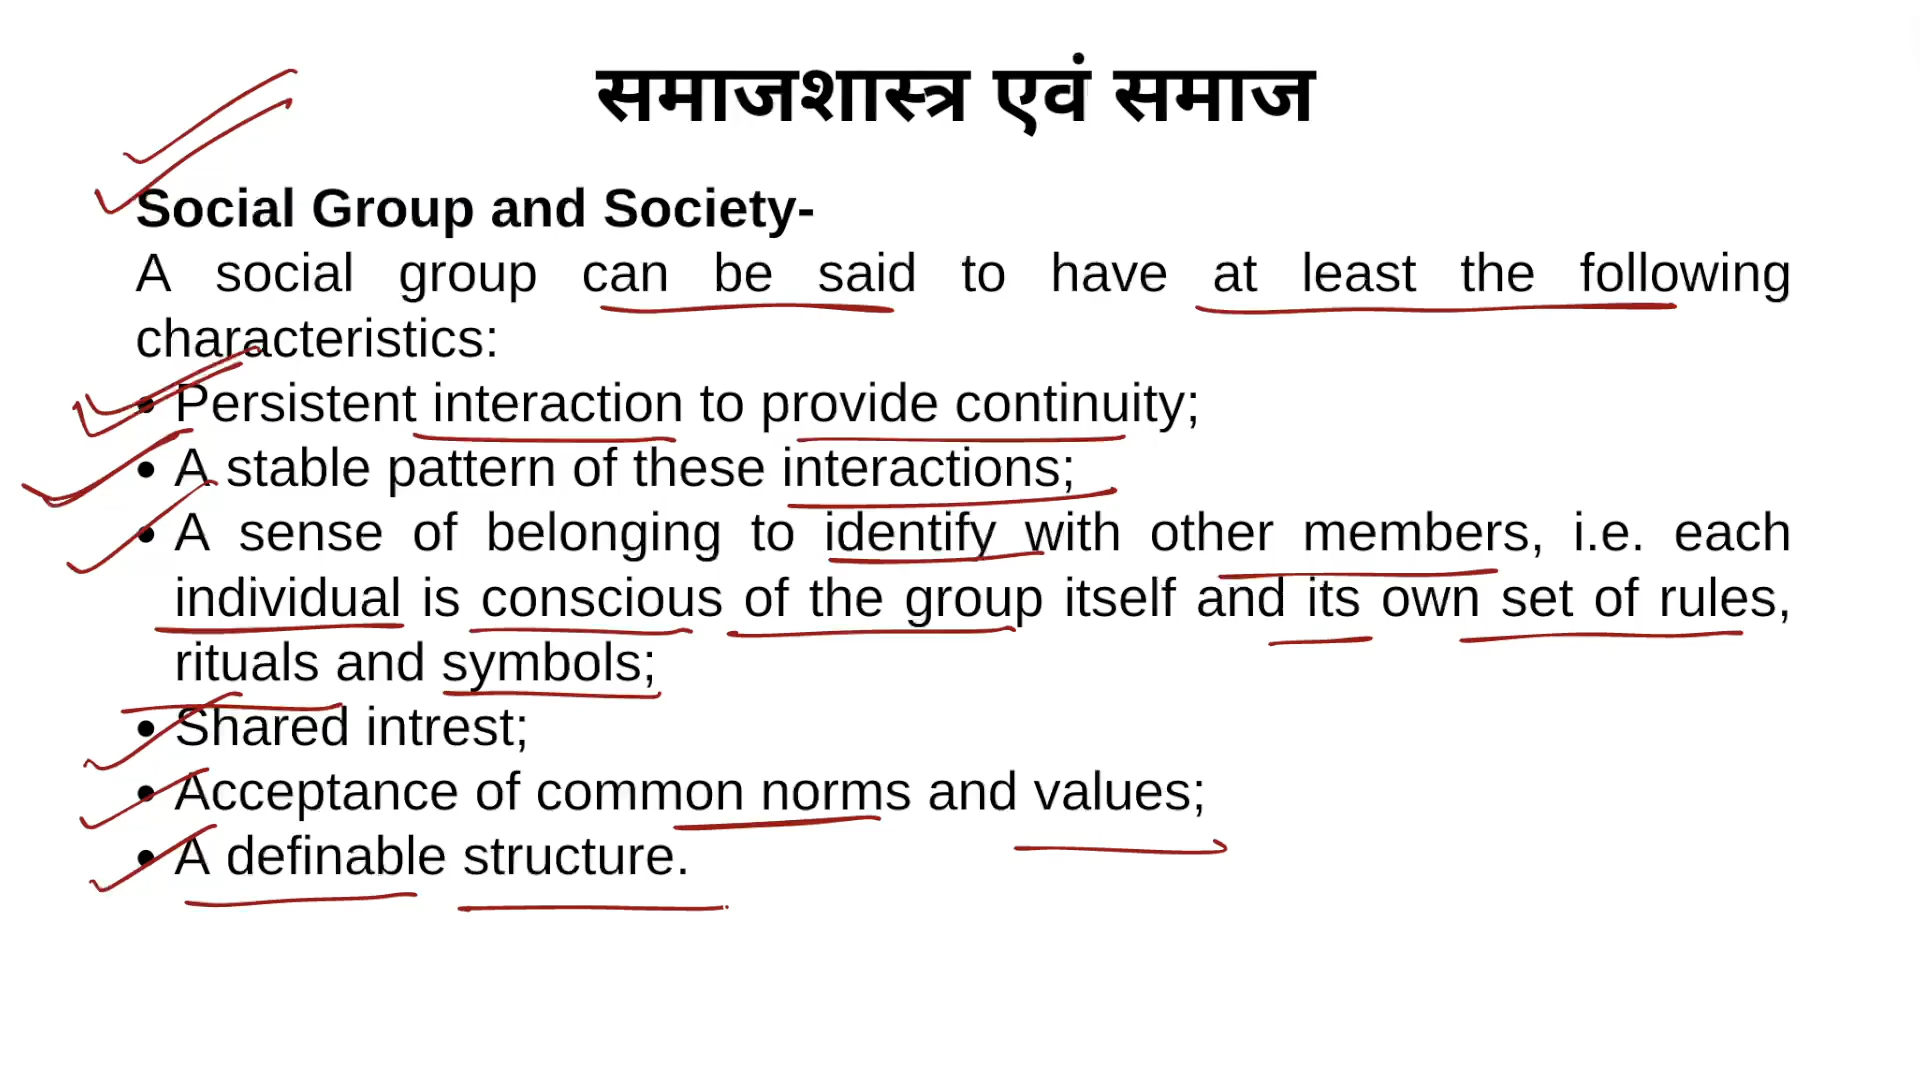 समाजशास्त्र एवं समाज
Social Group and Society-
A social group can be said to have at least the following
characteristics:
• Persistent interaction to provide continuity;
• A stable pattern of these interactions;
• A sense of belonging to identify with other members, i.e. each
individual is conscious of the group itself and its own set of rules,
rituals and symbols;
• Shared intrest;
• Acceptance of common norms and values;
• A definable structure.